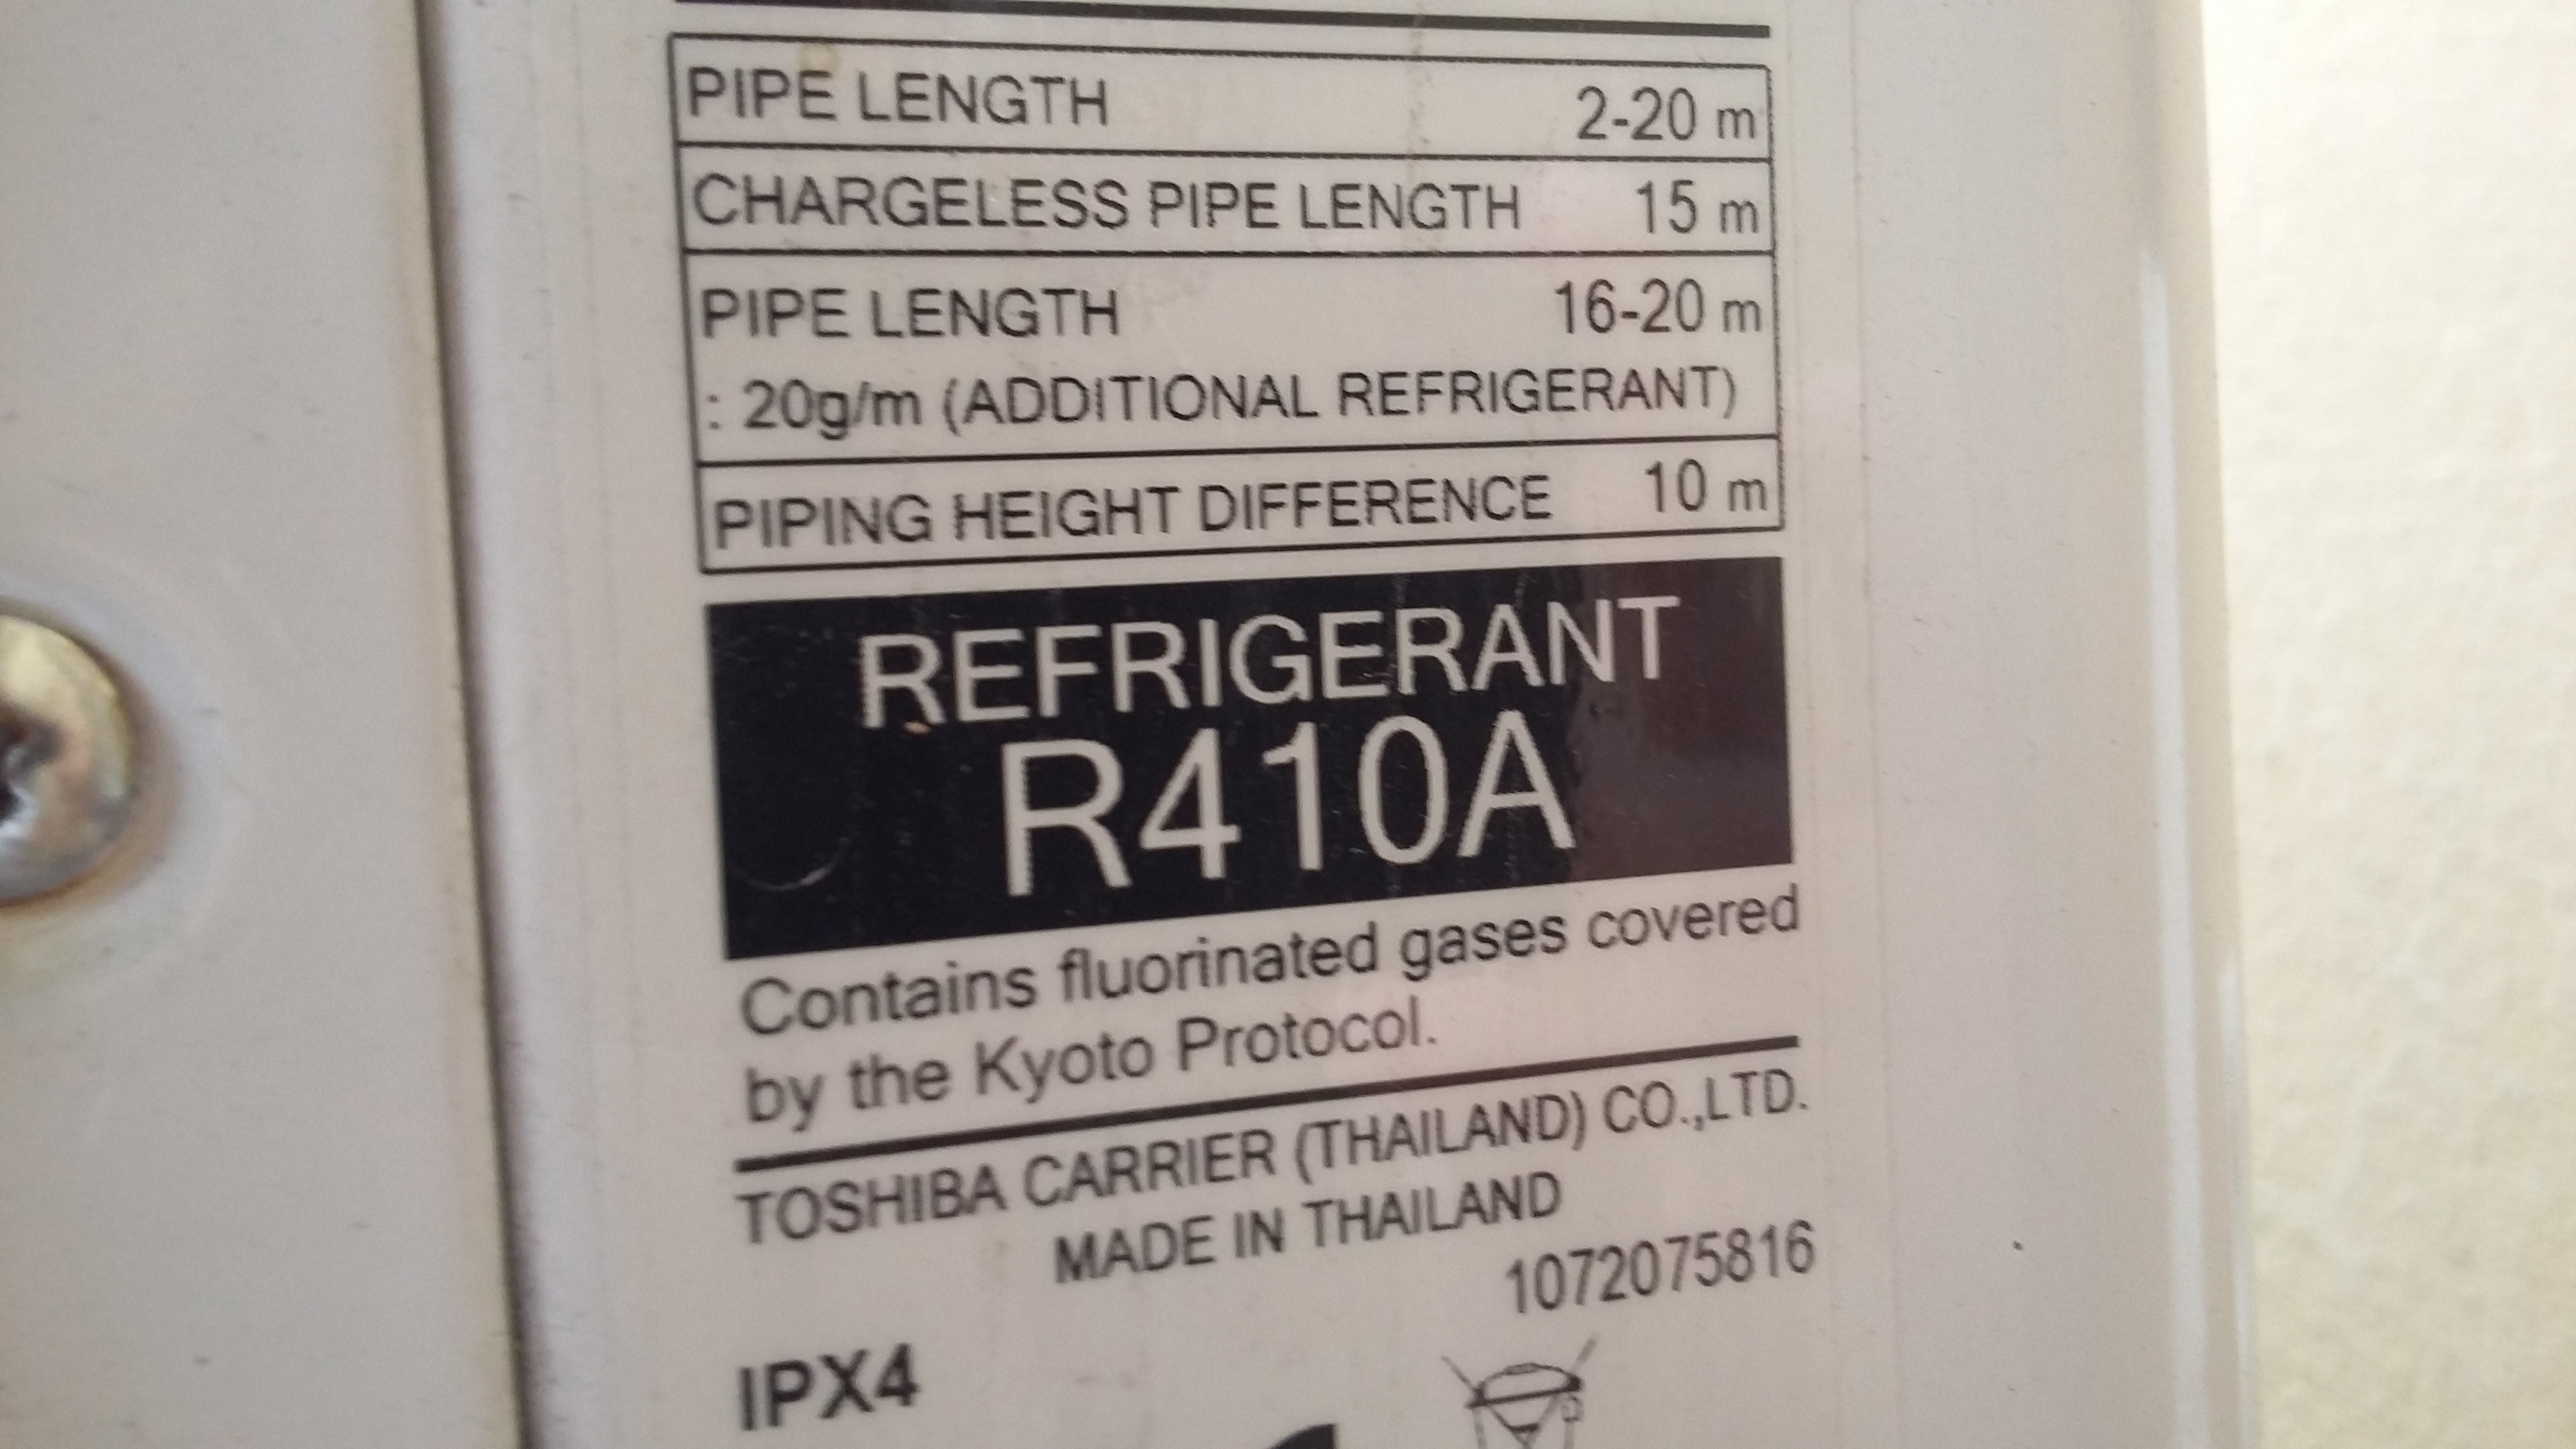 PIPE LENGTH 2-20 m
CHARGELESS PIPE LENGTH 15 m
PIPE LENGTH 16-20 m
: 20g/m (ADDITIONAL REFRIGERANT)
PIPING HEIGHT DIFFERENCE 10 m
REFRIGERANT
R410A
Contains fluorinated gases covered
by the Kyoto Protocol.
TOSHIBA CARRIER (THAILAND) CO.,LTD.
MADE IN THAILAND
1072075816
IPX4